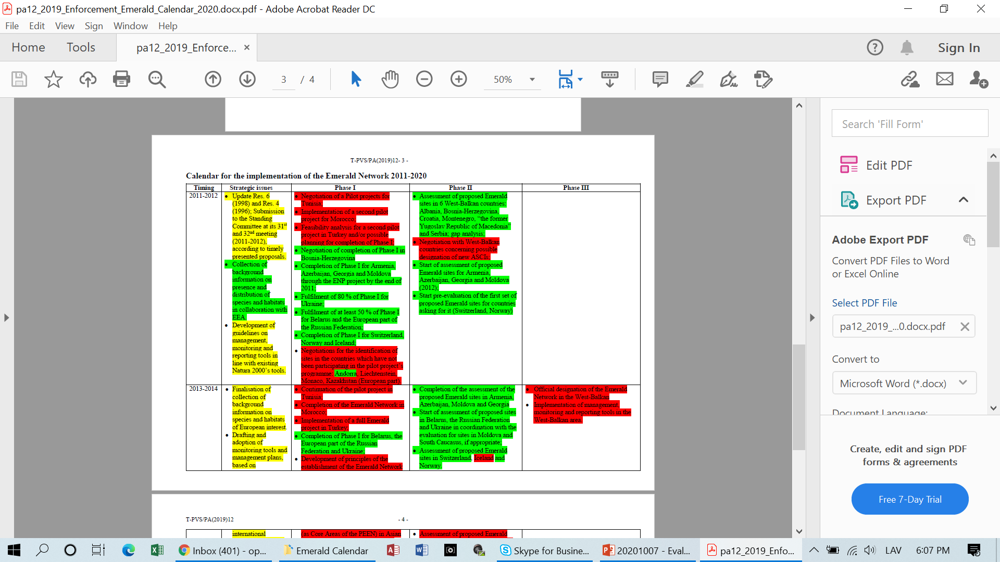 pa12_2019_Enforcement_Emerald_Calendar_2020.docx.pdf - Adobe Acrobat Reader DC
File Edit View Sign Window Help
Home Tools pa12_2019_Enforce... × Sign In
3 / 4 50%
Search 'Fill Form'
Edit PDF
Export PDF
Adobe Export PDF
Convert PDF Files to Word
or Excel Online
Select PDF File
pa12_2019_...0.docx.pdf
Convert to
Microsoft Word (*.docx)
Document Language:
Create, edit and sign PDF
forms & agreements
Free 7-Day Trial
T-PVS/PA(2019)12- 3 -
Calendar for the implementation of the Emerald Network 2011-2020
Timing Strategic issues Phase I Phase II Phase III
2011-2012
• Update Res. 6
(1998) and Res. 4
(1996); Submission
to the Standing
Committee at its 31st
and 32nd meeting
(2011-2012),
according to timely
presented proposals.
• Collection of
background
information on
presence and
distribution of
species and habitats
in collaboration with
EEA.
• Development of
guidelines on
management,
monitoring and
reporting tools in
line with existing
Natura 2000's tools.
• Negotiation of a Pilot projects for
Tunisia;
• Implementation of a second pilot
project for Morocco;
• Feasibility analysis for a second pilot
project in Turkey and/or possible
planning for completion of Phase I;
• Negotiation of completion of Phase I in
Bosnia-Herzegovina
• Completion of Phase I for Armenia,
Azerbaijan, Georgia and Moldova
through the ENP project by the end of
2011;
• Fulfilment of 80 % of Phase I for
Ukraine;
• Fulfilment of at least 50 % of Phase I
for Belarus and the European part of
the Russian Federation;
• Completion of Phase I for Switzerland,
Norway and Iceland;
• Negotiations for the identification of
sites in the countries which have not
been participating in the pilot project's
programme: Andorra, Liechtenstein,
Monaco, Kazakhstan (European part).
• Assessment of proposed Emerald
sites in 6 West-Balkan countries:
Albania, Bosnia-Herzegovina,
Croatia, Montenegro, “the former
Yugoslav Republic of Macedonia”
and Serbia; gap analysis;
• Negotiation with West-Balkan
countries concerning possible
designation of new ASCIs;
• Start of assessment of proposed
Emerald sites for Armenia,
Azerbaijan, Georgia and Moldova
(2012);
• Start pre-evaluation of the first set of
proposed Emerald sites for countries
asking for it (Switzerland, Norway)
2013-2014
• Finalisation of
collection of
background
information on
species and habitats
of European interest.
• Drafting and
adoption of
monitoring tools and
management plans,
based on
• Continuation of the pilot project in
Tunisia;
• Completion of the Emerald Network in
Morocco;
• Implementation of a full Emerald
project in Turkey;
• Completion of Phase I for Belarus, the
European part of the Russian
Federation and Ukraine;
• Development of principles of the
establishment of the Emerald Network
• Completion of the assessment of the
proposed Emerald sites in Armenia,
Azerbaijan, Moldova and Georgia
• Start of assessment of proposed sites
in Belarus, the Russian Federation
and Ukraine in coordination with the
evaluation for sites in Moldova and
South Caucasus, if appropriate;
• Assessment of proposed Emerald
sites in Switzerland, Iceland and
Norway.
• Official designation of the Emerald
Network in the West-Balkan
• Implementation of management,
monitoring and reporting tools in the
West-Balkan area.
T-PVS/PA(2019)12 - 4 -
international
(as Core Areas of the PEEN) in Asian
• Assessment of proposed Emerald
Inbox (401) - op... Emerald Calendar Skype for Busine... 20201007 - Eval... pa12_2019_Enfo... LAV 6:07 PM